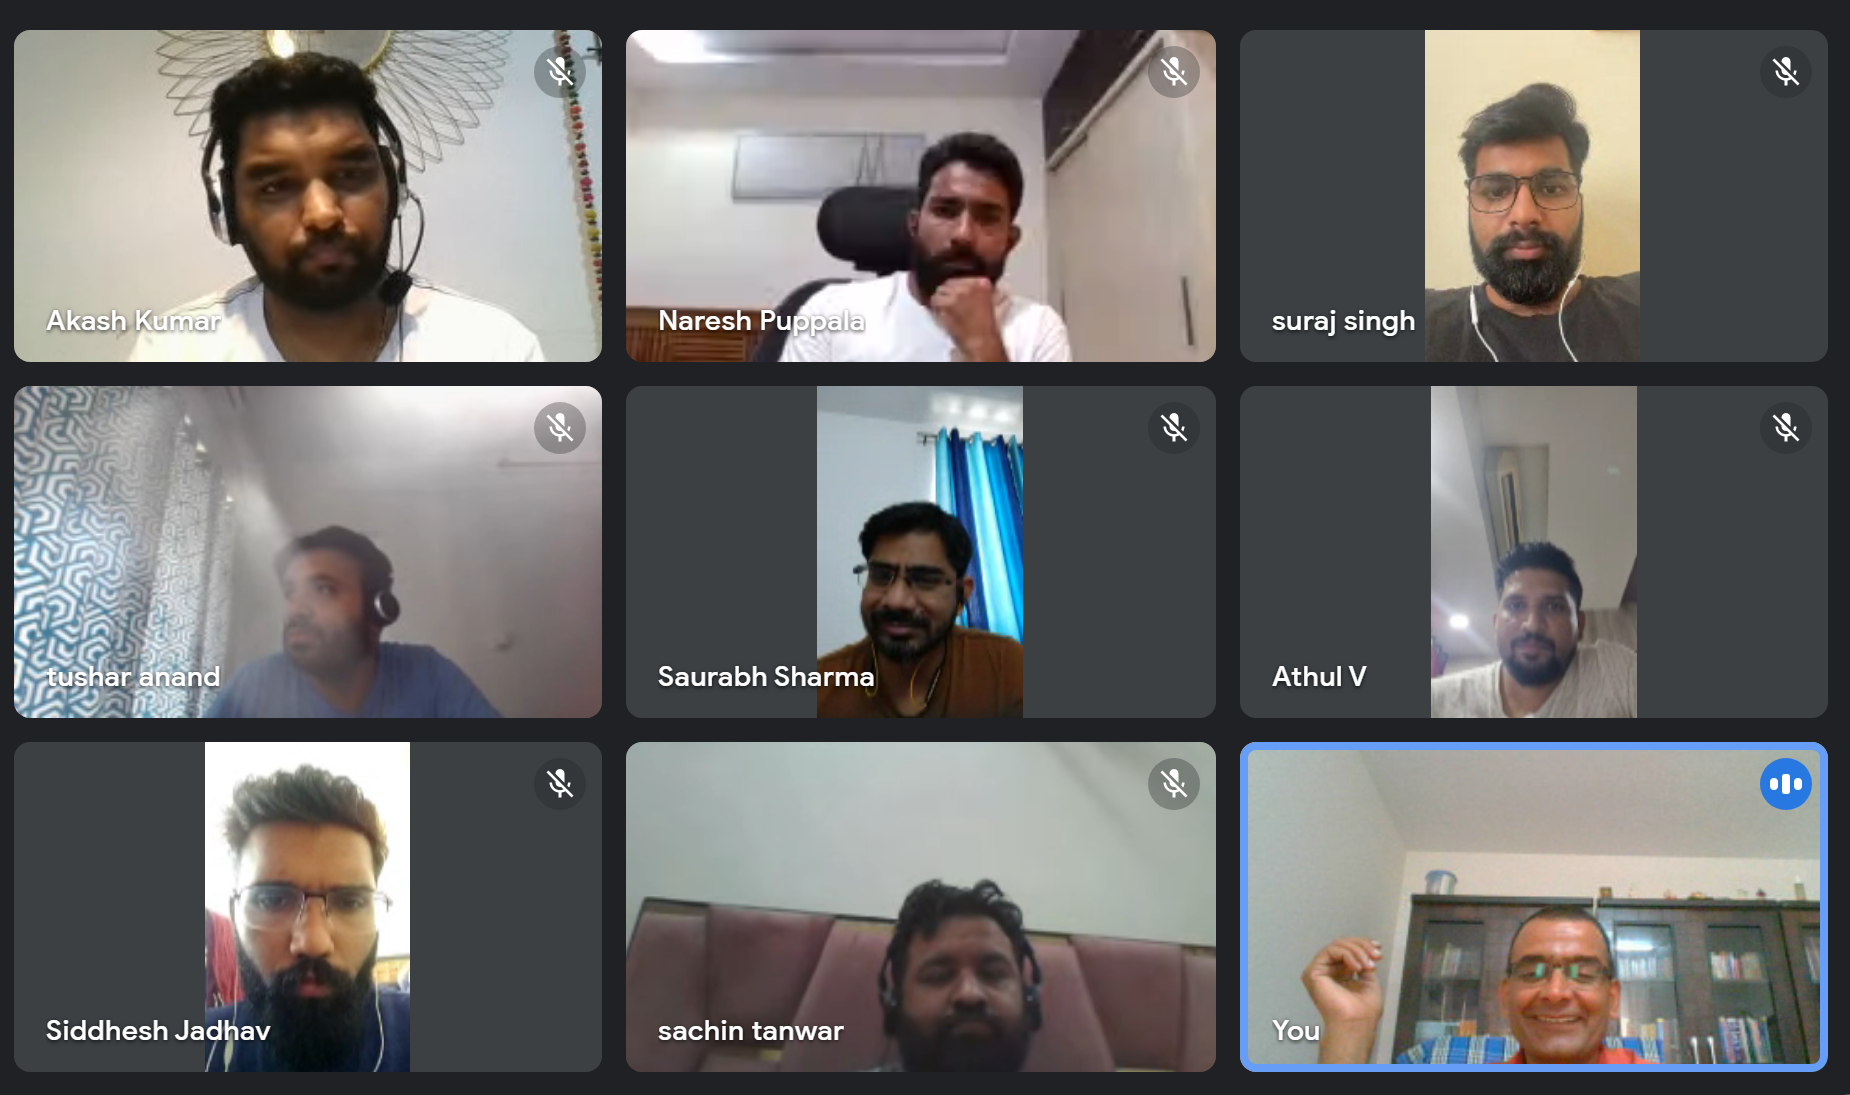 Akash Kumar
Naresh Puppala
suraj singh
tushar anand
Saurabh Sharma
Athul V
Siddhesh Jadhav
sachin tanwar
You